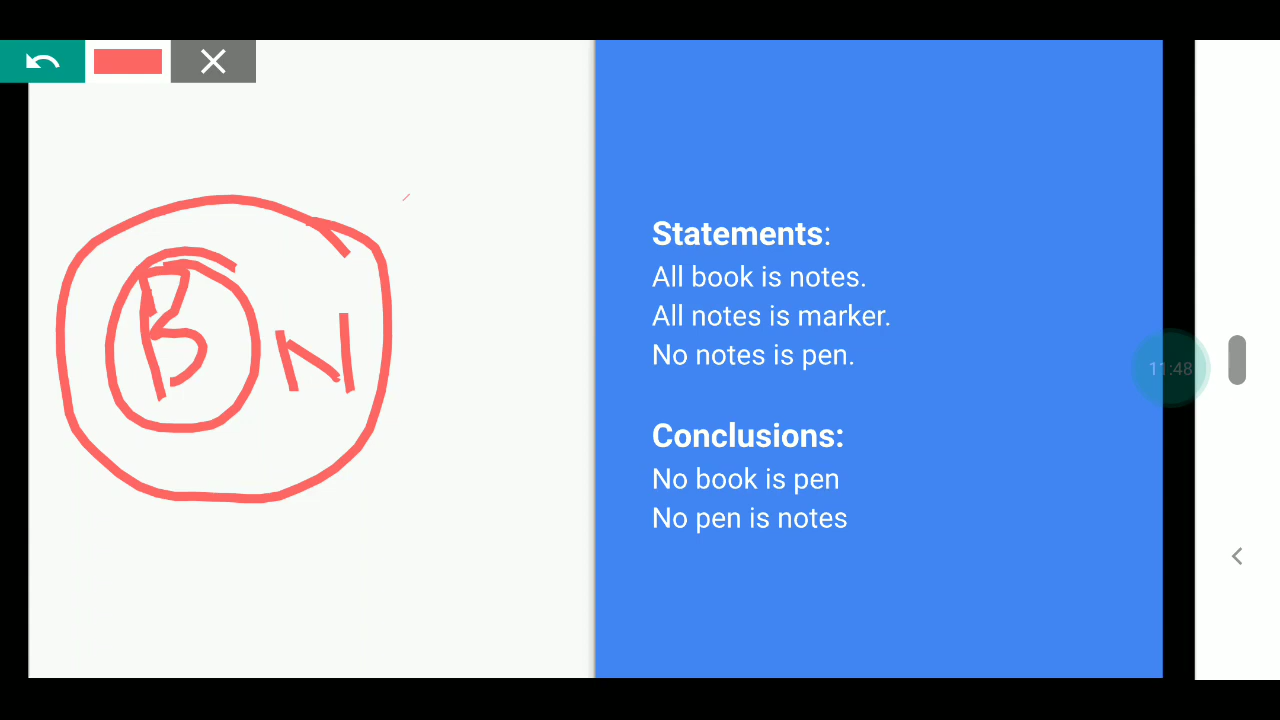 B
N
Statements:
All book is notes.
All notes is marker.
No notes is pen.
Conclusions:
No book is pen
No pen is notes
11:48